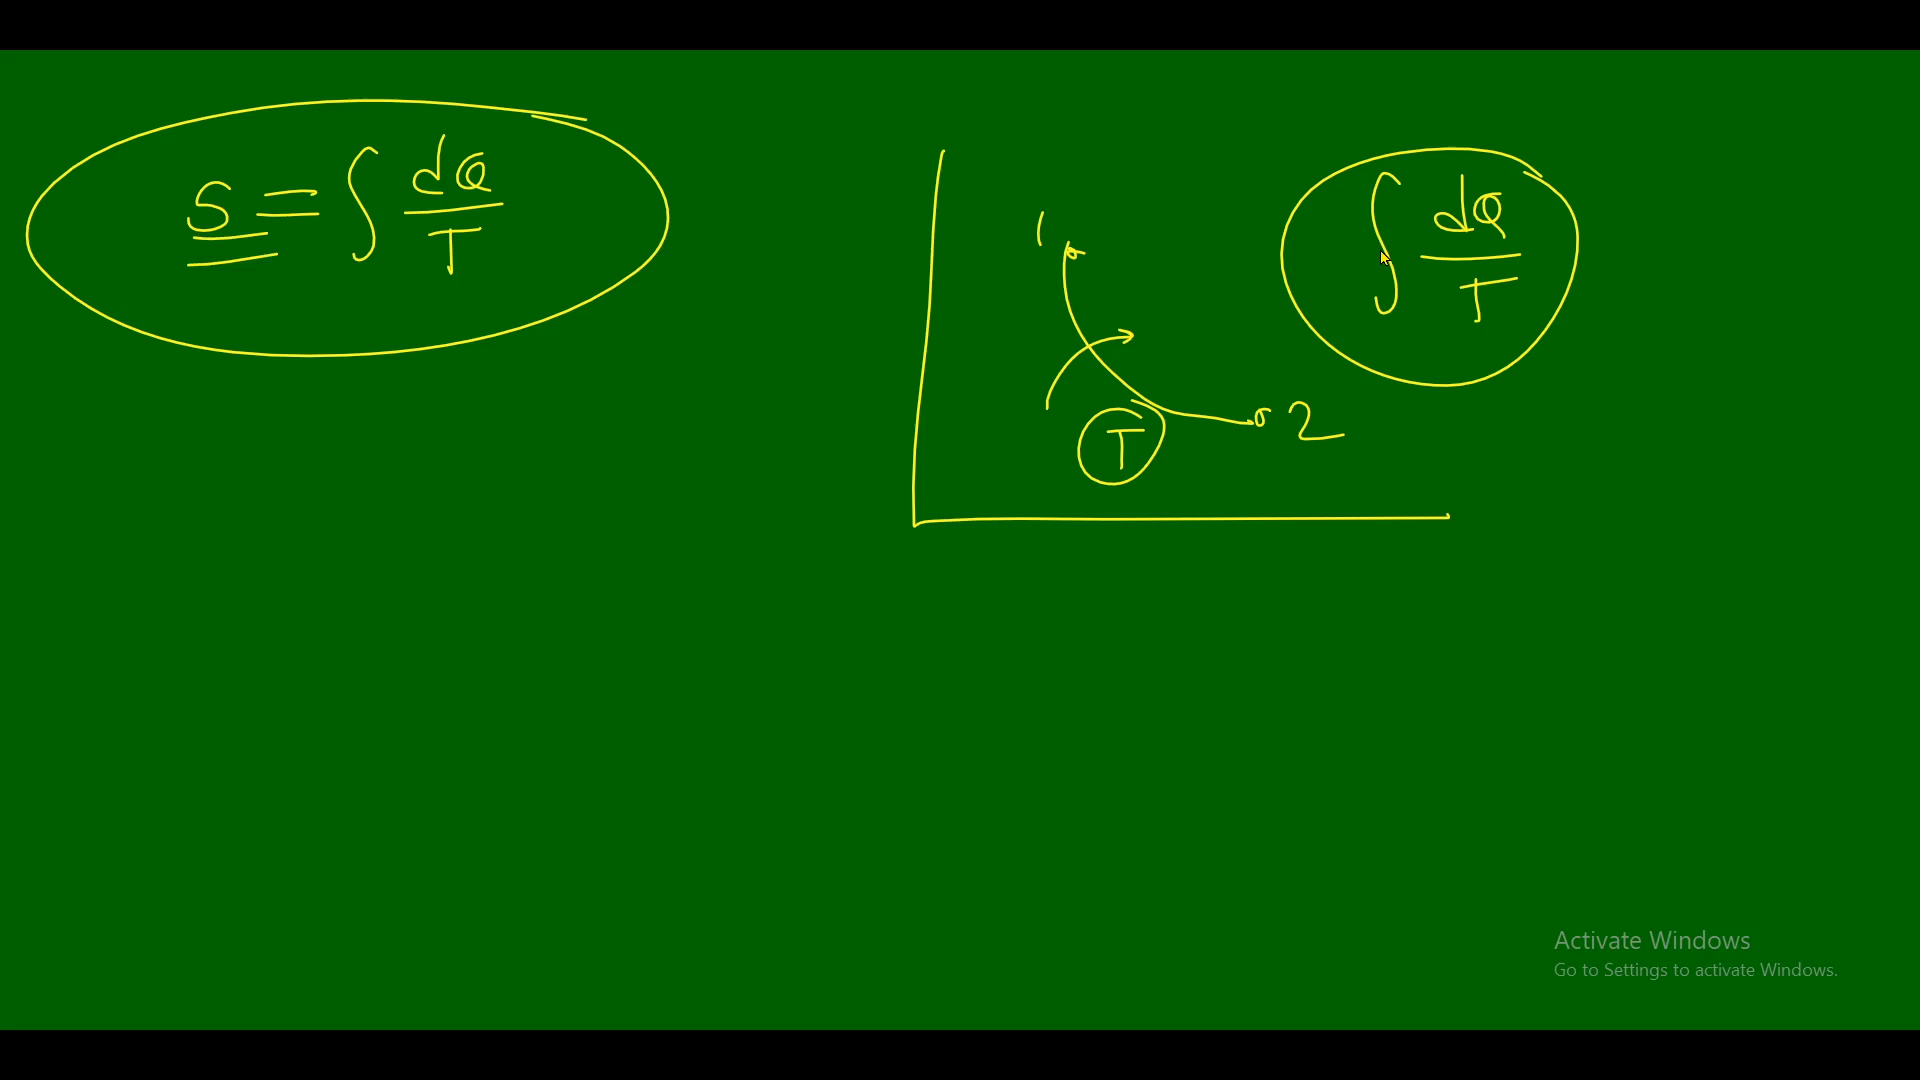 S = ∫ dQ/T
∫ dQ/T
1
2
T
Activate Windows
Go to Settings to activate Windows.